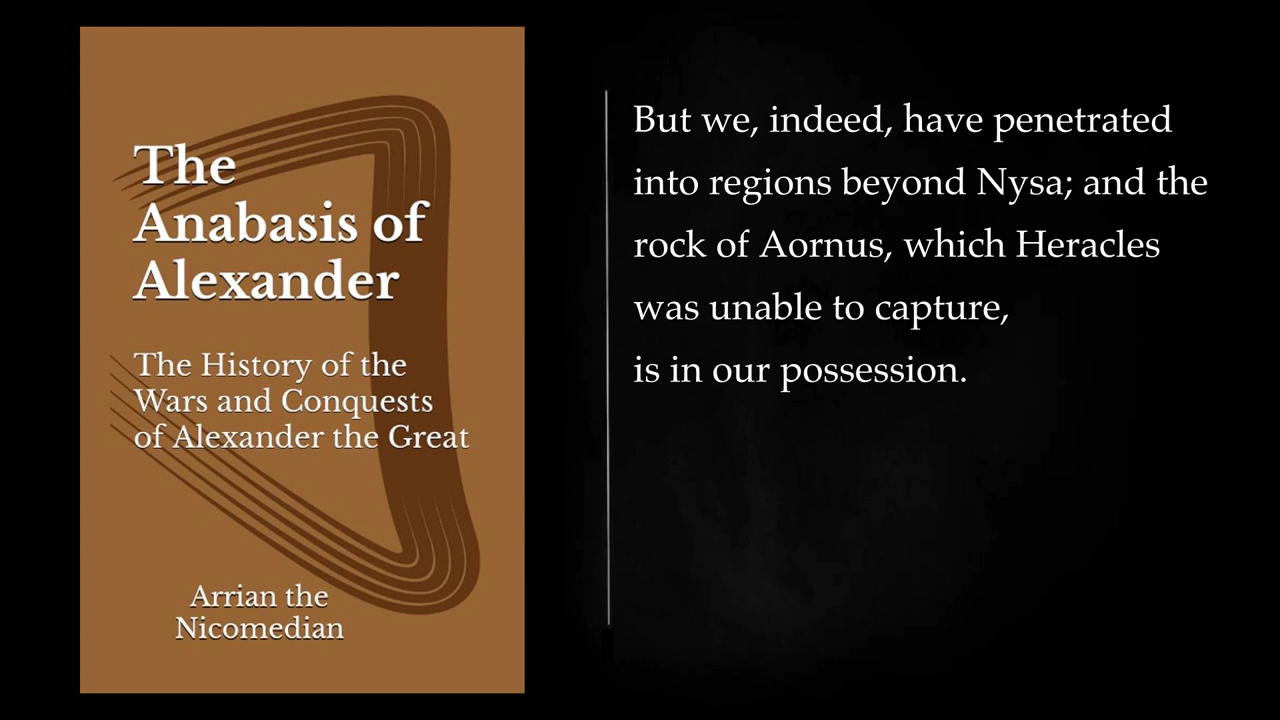 The
Anabasis of
Alexander
The History of the
Wars and Conquests
of Alexander the Great
Arrian the
Nicomedian
But we, indeed, have penetrated
into regions beyond Nysa; and the
rock of Aornus, which Heracles
was unable to capture,
is in our possession.